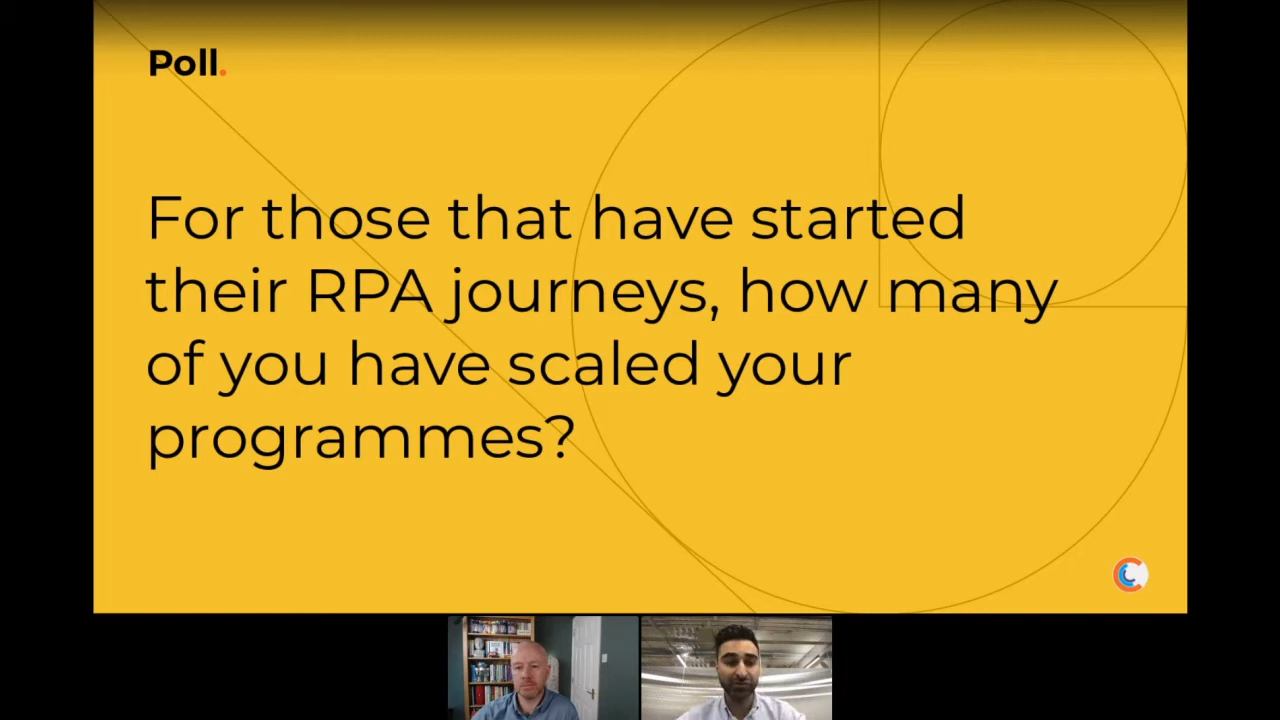 Poll.
For those that have started
their RPA journeys, how many
of you have scaled your
programmes?